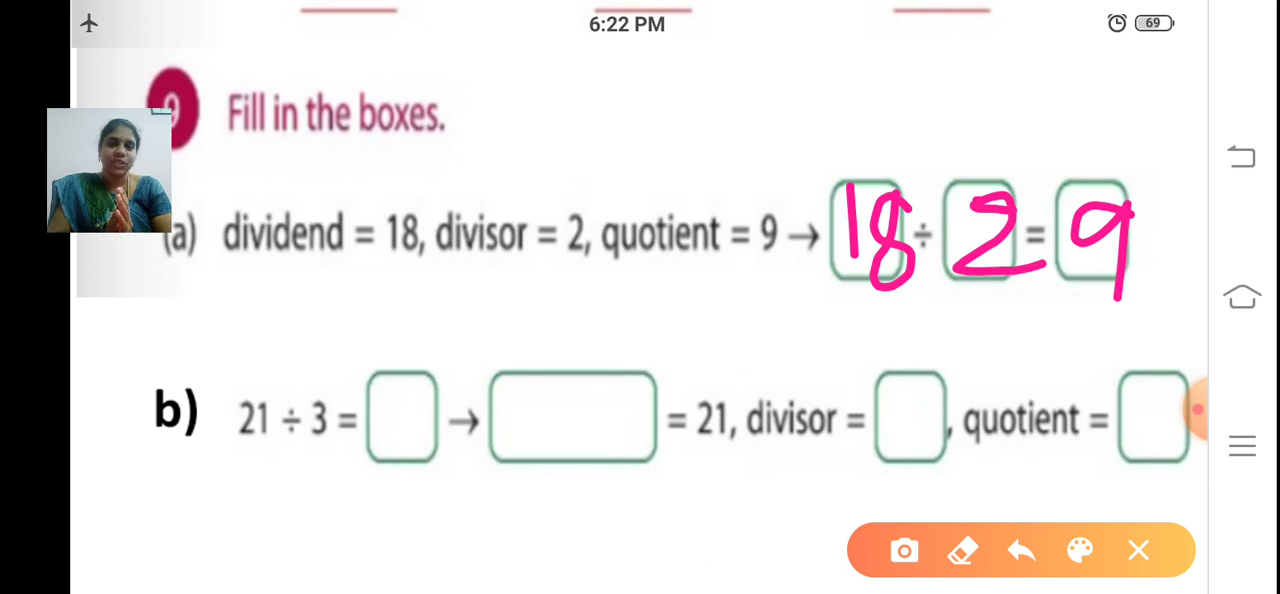 6:22 PM
69
9 Fill in the boxes.
(a) dividend = 18, divisor = 2, quotient = 9 → 18 ÷ 2 = 9
b) 21 ÷ 3 = → = 21, divisor = , quotient =